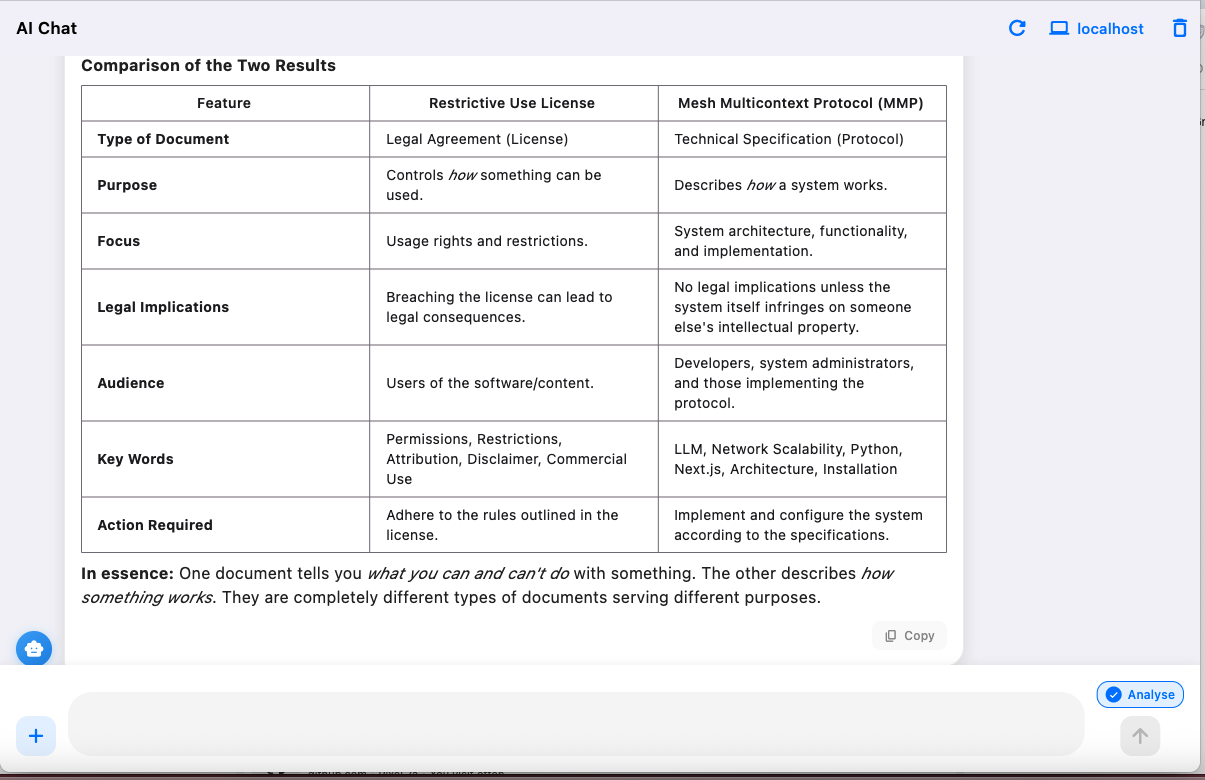 AI Chat
localhost
Comparison of the Two Results
Feature
Restrictive Use License
Mesh Multicontext Protocol (MMP)
Type of Document
Legal Agreement (License)
Technical Specification (Protocol)
Purpose
Controls how something can be
used.
Describes how a system works.
Focus
Usage rights and restrictions.
System architecture, functionality,
and implementation.
Legal Implications
Breaching the license can lead to
legal consequences.
No legal implications unless the
system itself infringes on someone
else's intellectual property.
Audience
Users of the software/content.
Developers, system administrators,
and those implementing the
protocol.
Key Words
Permissions, Restrictions,
Attribution, Disclaimer, Commercial
Use
LLM, Network Scalability, Python,
Next.js, Architecture, Installation
Action Required
Adhere to the rules outlined in the
license.
Implement and configure the system
according to the specifications.
In essence: One document tells you what you can and can't do with something. The other describes how
something works. They are completely different types of documents serving different purposes.
Copy
Analyse